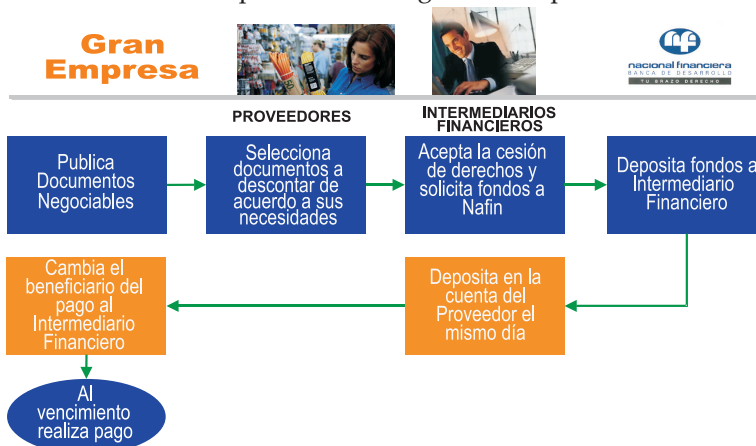 Gran
Empresa
nacional financiera
BANCA DE DESARROLLO
TU BRAZO DERECHO
PROVEEDORES
INTERMEDIARIOS
FINANCIEROS
Publica
Documentos
Negociables
Selecciona
documentos a
descontar de
acuerdo a sus
necesidades
Acepta la cesión
de derechos y
solicita fondos a
Nafin
Deposita fondos a
Intermediario
Financiero
Cambia el
beneficiario del
pago al
Intermediario
Financiero
Deposita en la
cuenta del
Proveedor el
mismo día
Al
vencimiento
realiza pago